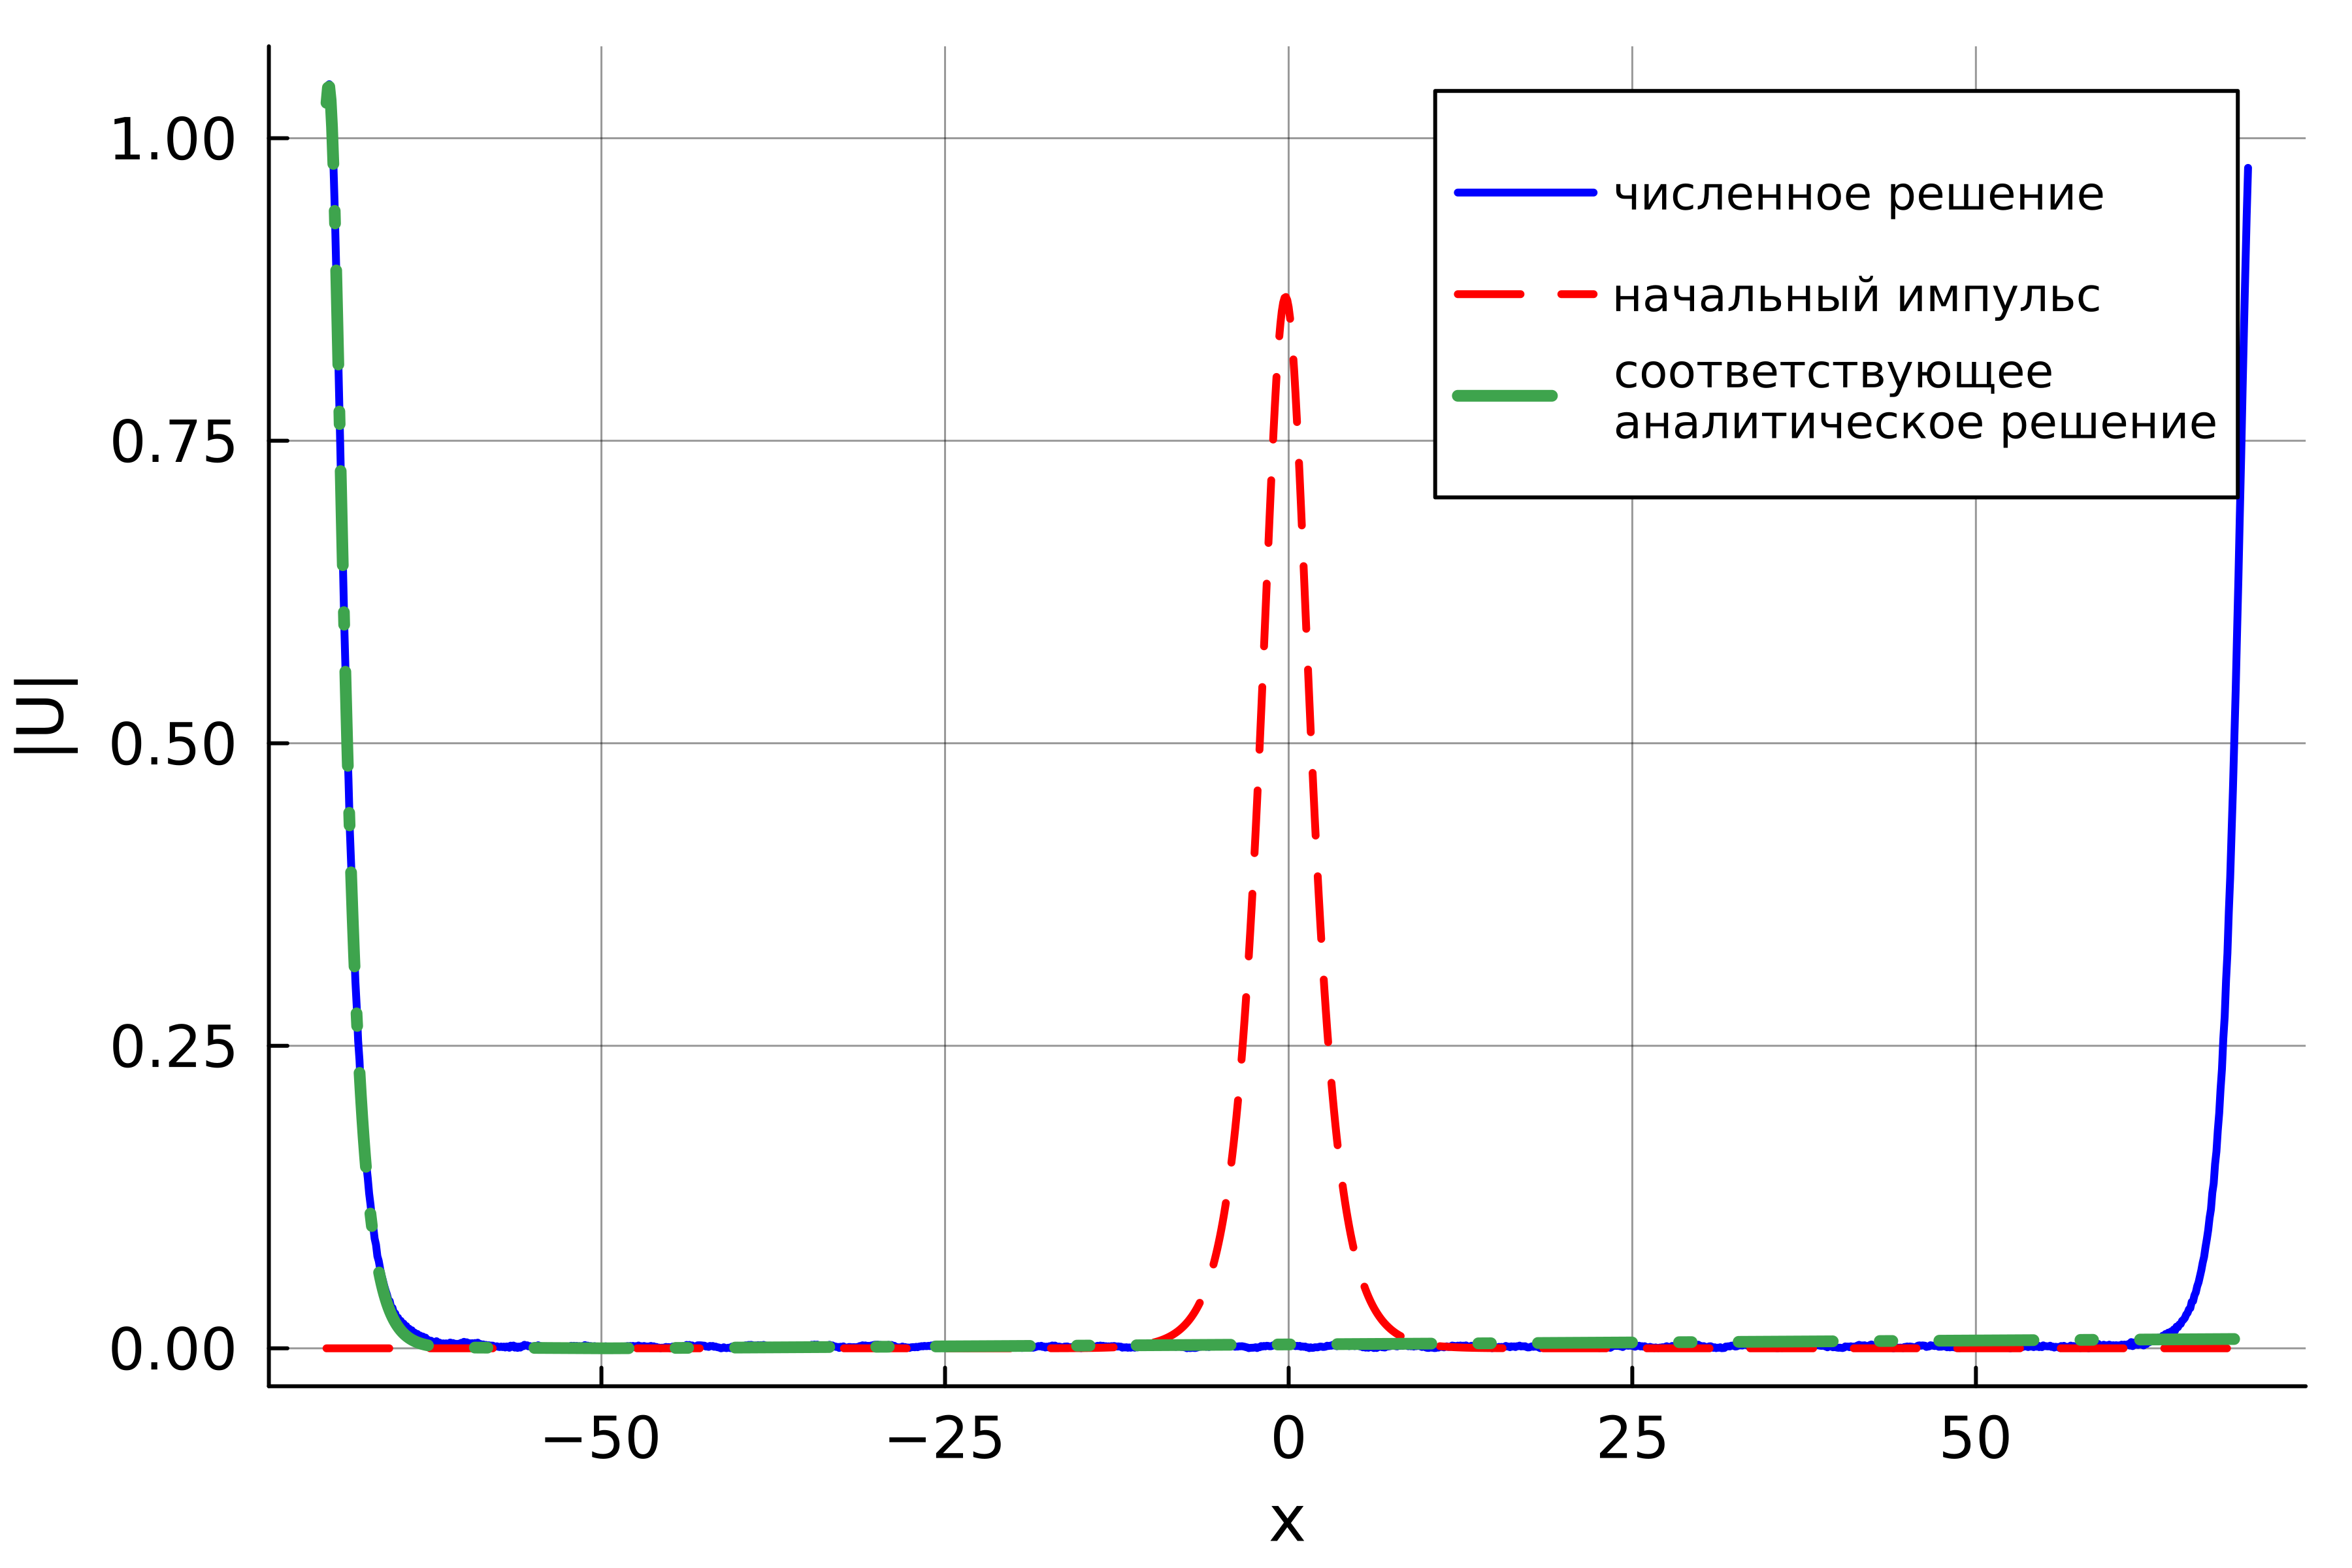 1.00
0.75
0.50
0.25
0.00
|U|
−50
−25
0
25
50
x
численное решение
начальный импульс
соответствующее
аналитическое решение